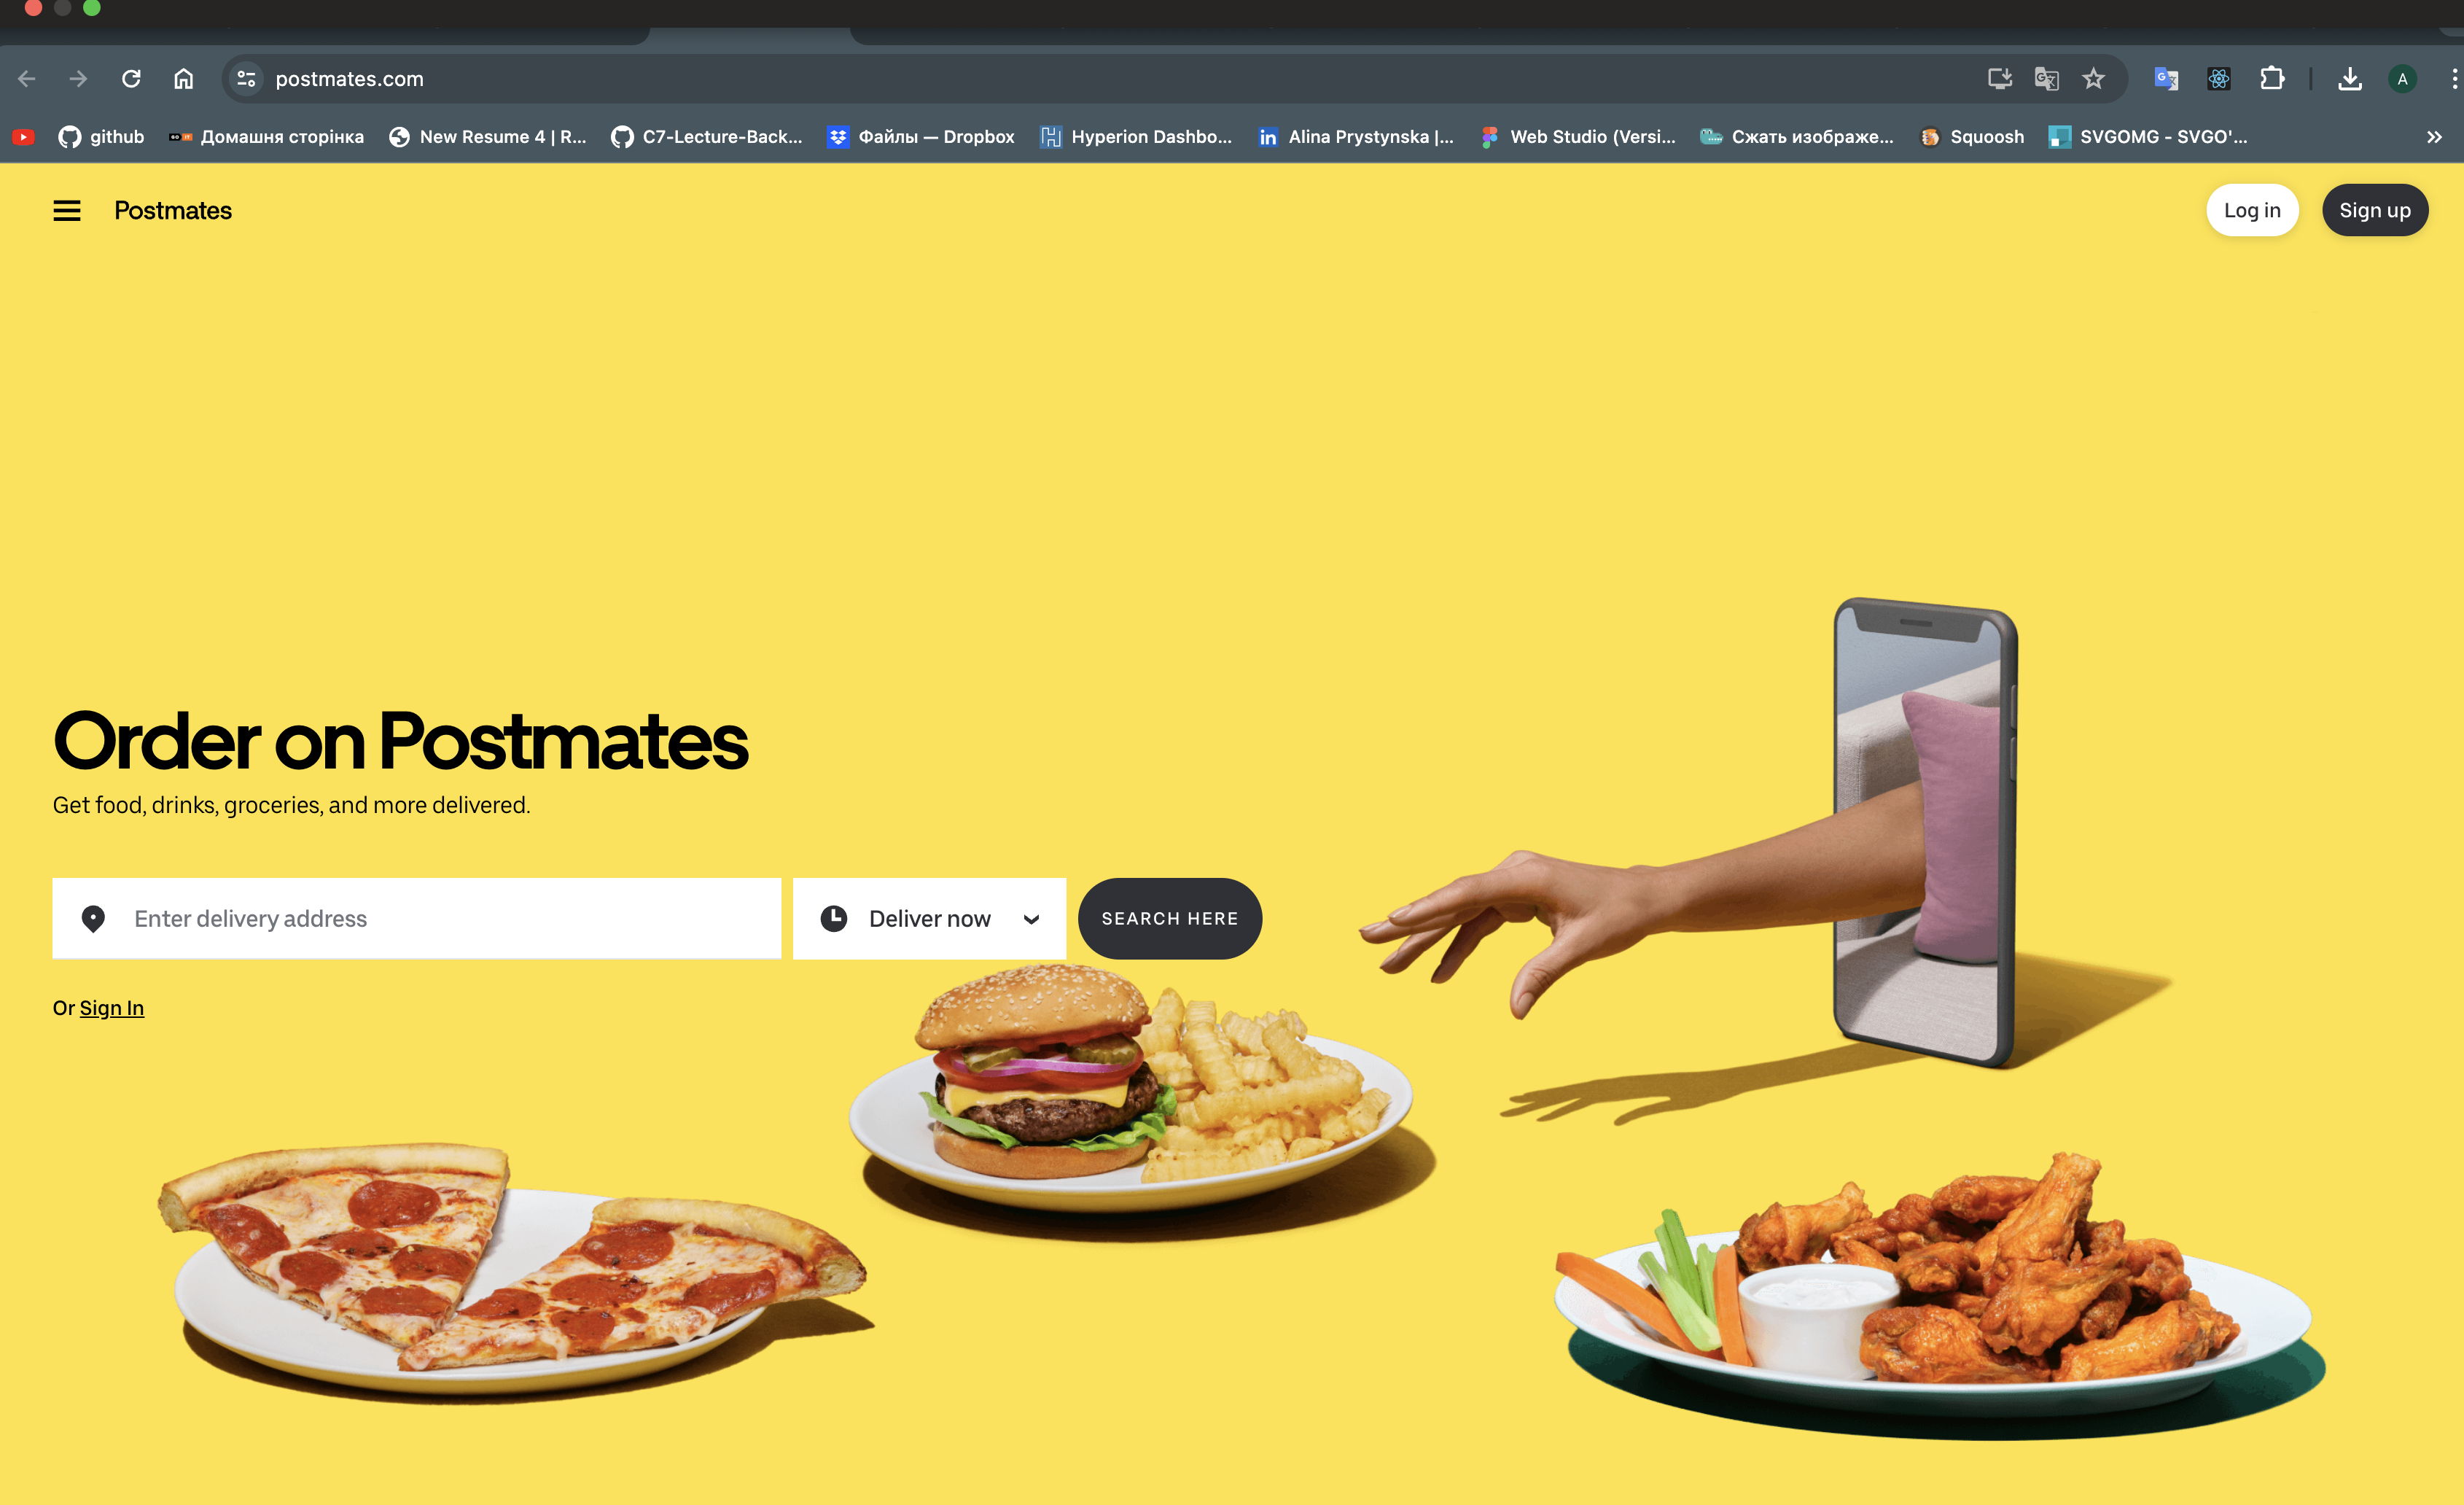 postmates.com
A
github
Домашня сторінка
New Resume 4 | R...
C7-Lecture-Back...
Файлы — Dropbox
Hyperion Dashbo...
Alina Prystynska |...
Web Studio (Versi...
Сжать изображе...
Squoosh
SVGOMG - SVGO'...
Postmates
Log in
Sign up
Order on Postmates
Get food, drinks, groceries, and more delivered.
Enter delivery address
Deliver now
SEARCH HERE
Or Sign In